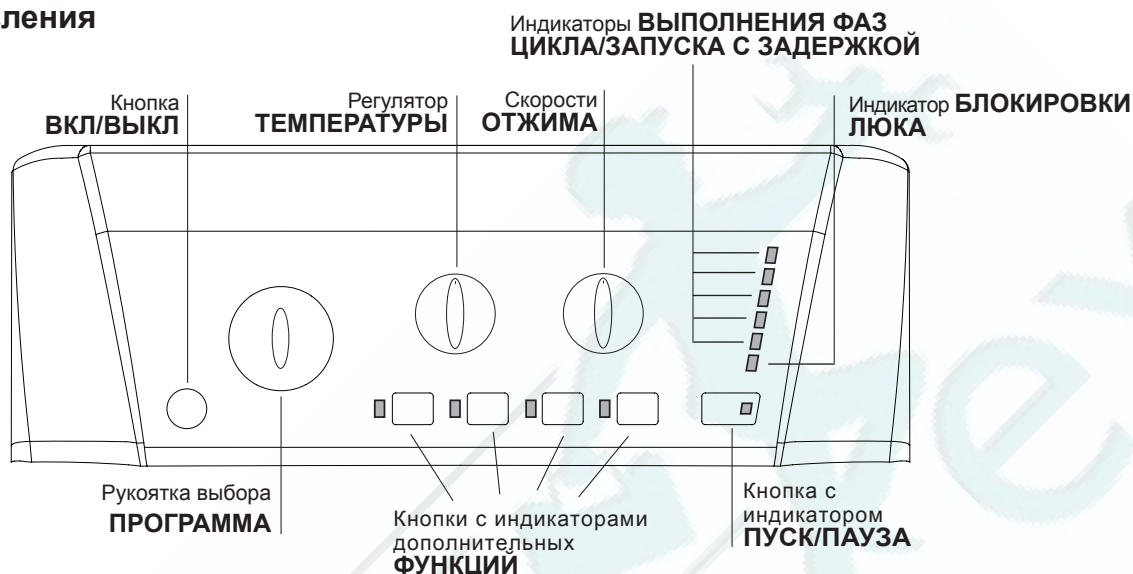 ления
Индикаторы ВЫПОЛНЕНИЯ ФАЗ
ЦИКЛА/ЗАПУСКА С ЗАДЕРЖКОЙ
Кнопка
ВКЛ/ВЫКЛ
Регулятор
ТЕМПЕРАТУРЫ
Скорости
ОТЖИМА
Индикатор БЛОКИРОВКИ
ЛЮКА
Рукоятка выбора
ПРОГРАММА
Кнопки с индикаторами
дополнительных
ФУНКЦИЙ
Кнопка с
индикатором
ПУСК/ПАУЗА